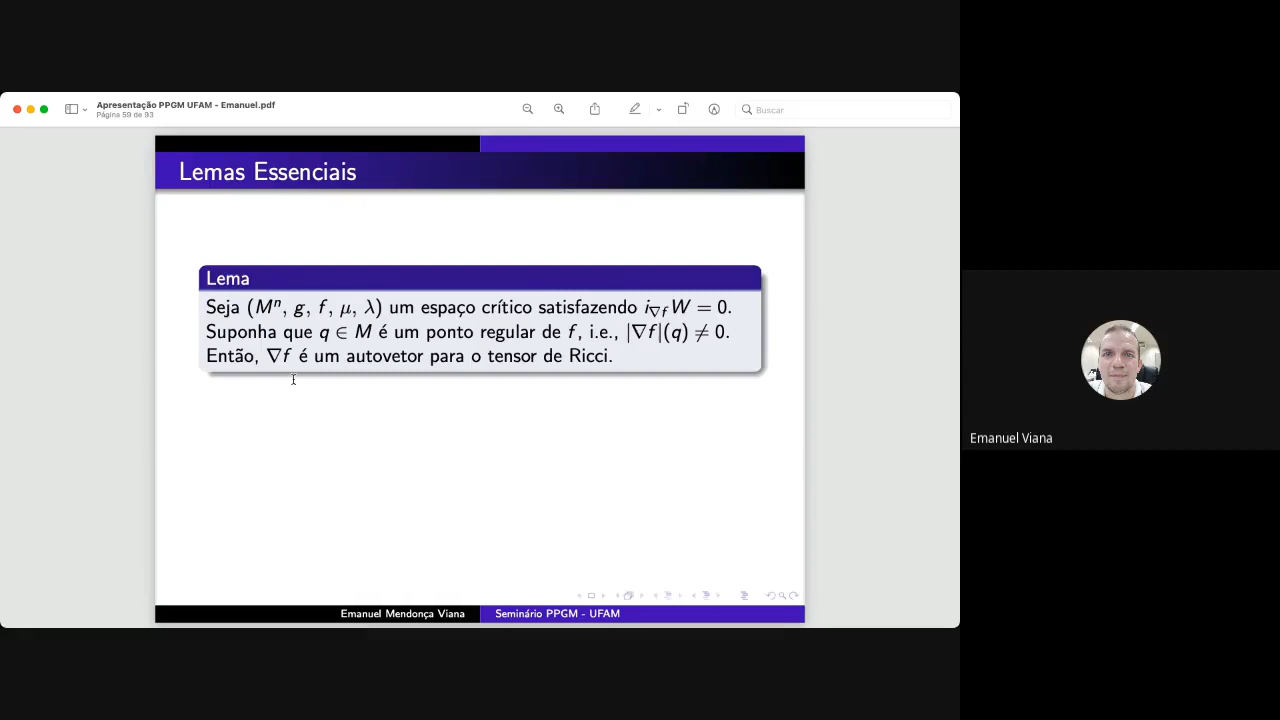 Apresentação PPGM UFAM - Emanuel.pdf
Página 59 de 93
Buscar
Lemas Essenciais
Lema
Seja (Mⁿ, g, f, μ, λ) um espaço crítico satisfazendo i_{∇f}W = 0.
Suponha que q ∈ M é um ponto regular de f, i.e., |∇f|(q) ≠ 0.
Então, ∇f é um autovetor para o tensor de Ricci.
Emanuel Mendonça Viana
Seminário PPGM - UFAM
Emanuel Viana